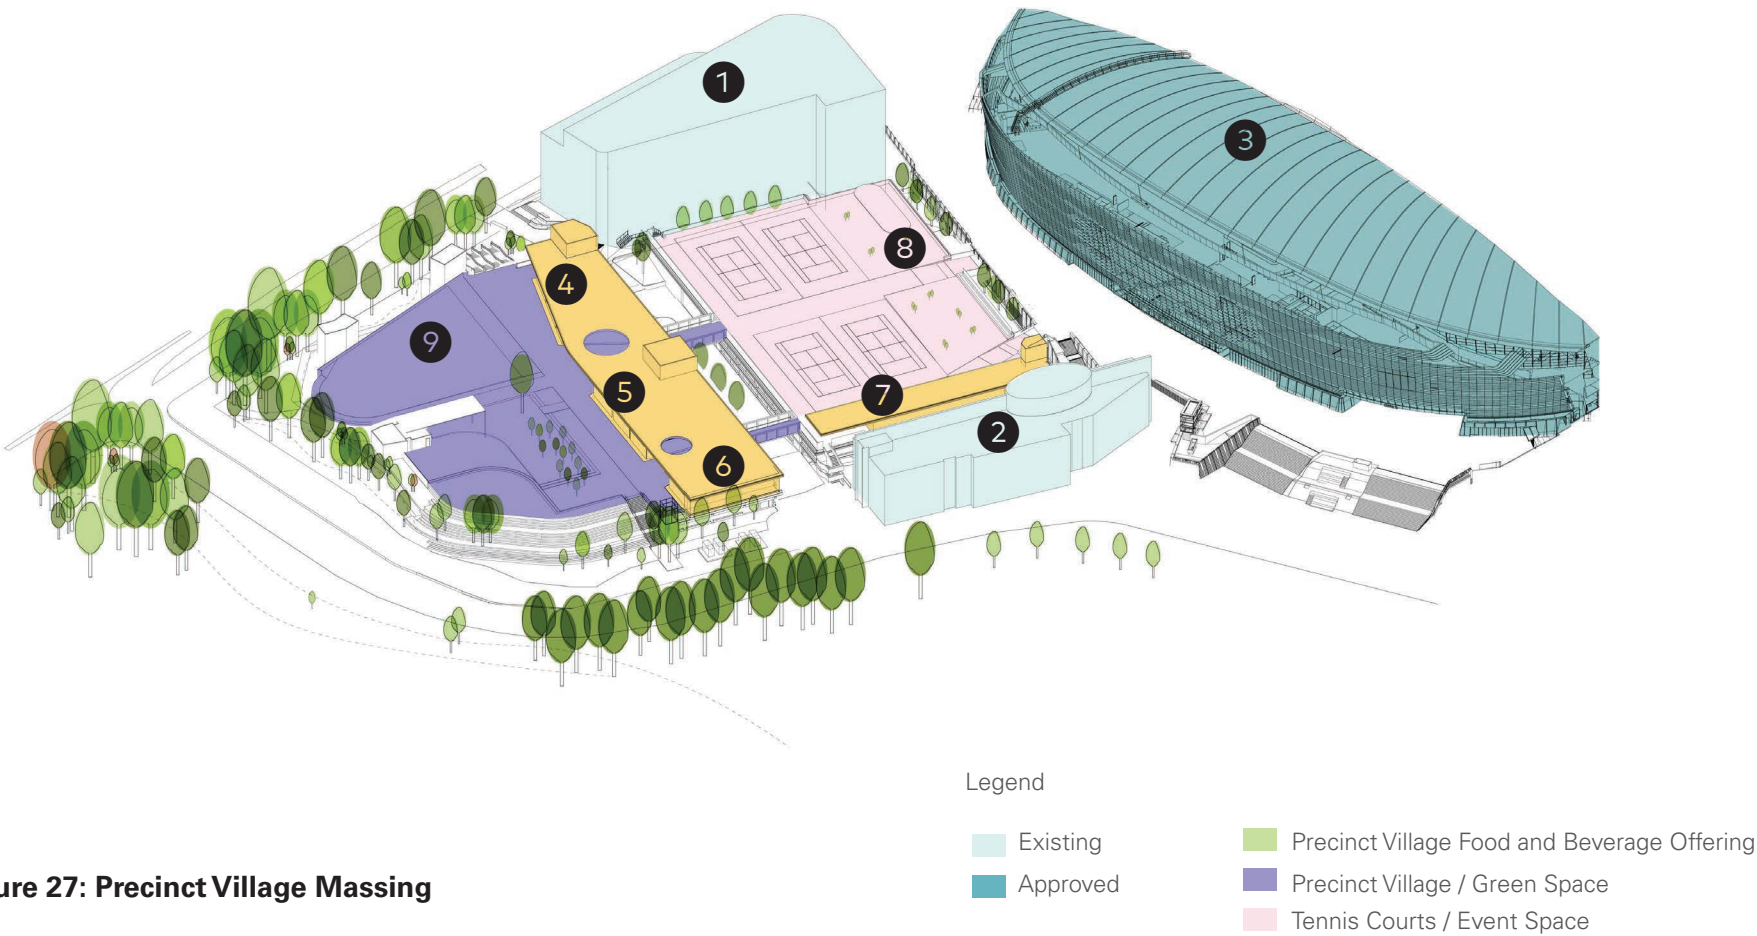 1
3
8
4
9
5
7
2
6
Legend
Existing
Precinct Village Food and Beverage Offering
Approved
Precinct Village / Green Space
Tennis Courts / Event Space
ure 27: Precinct Village Massing